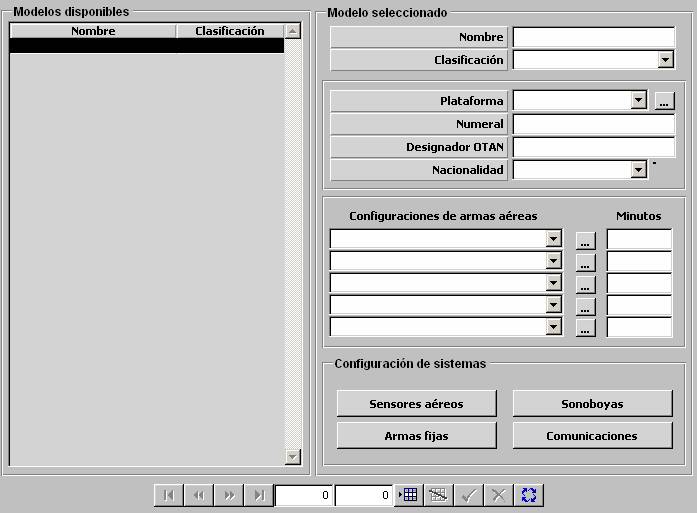 Modelos disponibles
Nombre Clasificación
Modelo seleccionado
Nombre
Clasificación
Plataforma ...
Numeral
Designador OTAN
Nacionalidad -
Configuraciones de armas aéreas Minutos
...
...
...
...
...
Configuración de sistemas
Sensores aéreos Sonoboyas
Armas fijas Comunicaciones
0 0